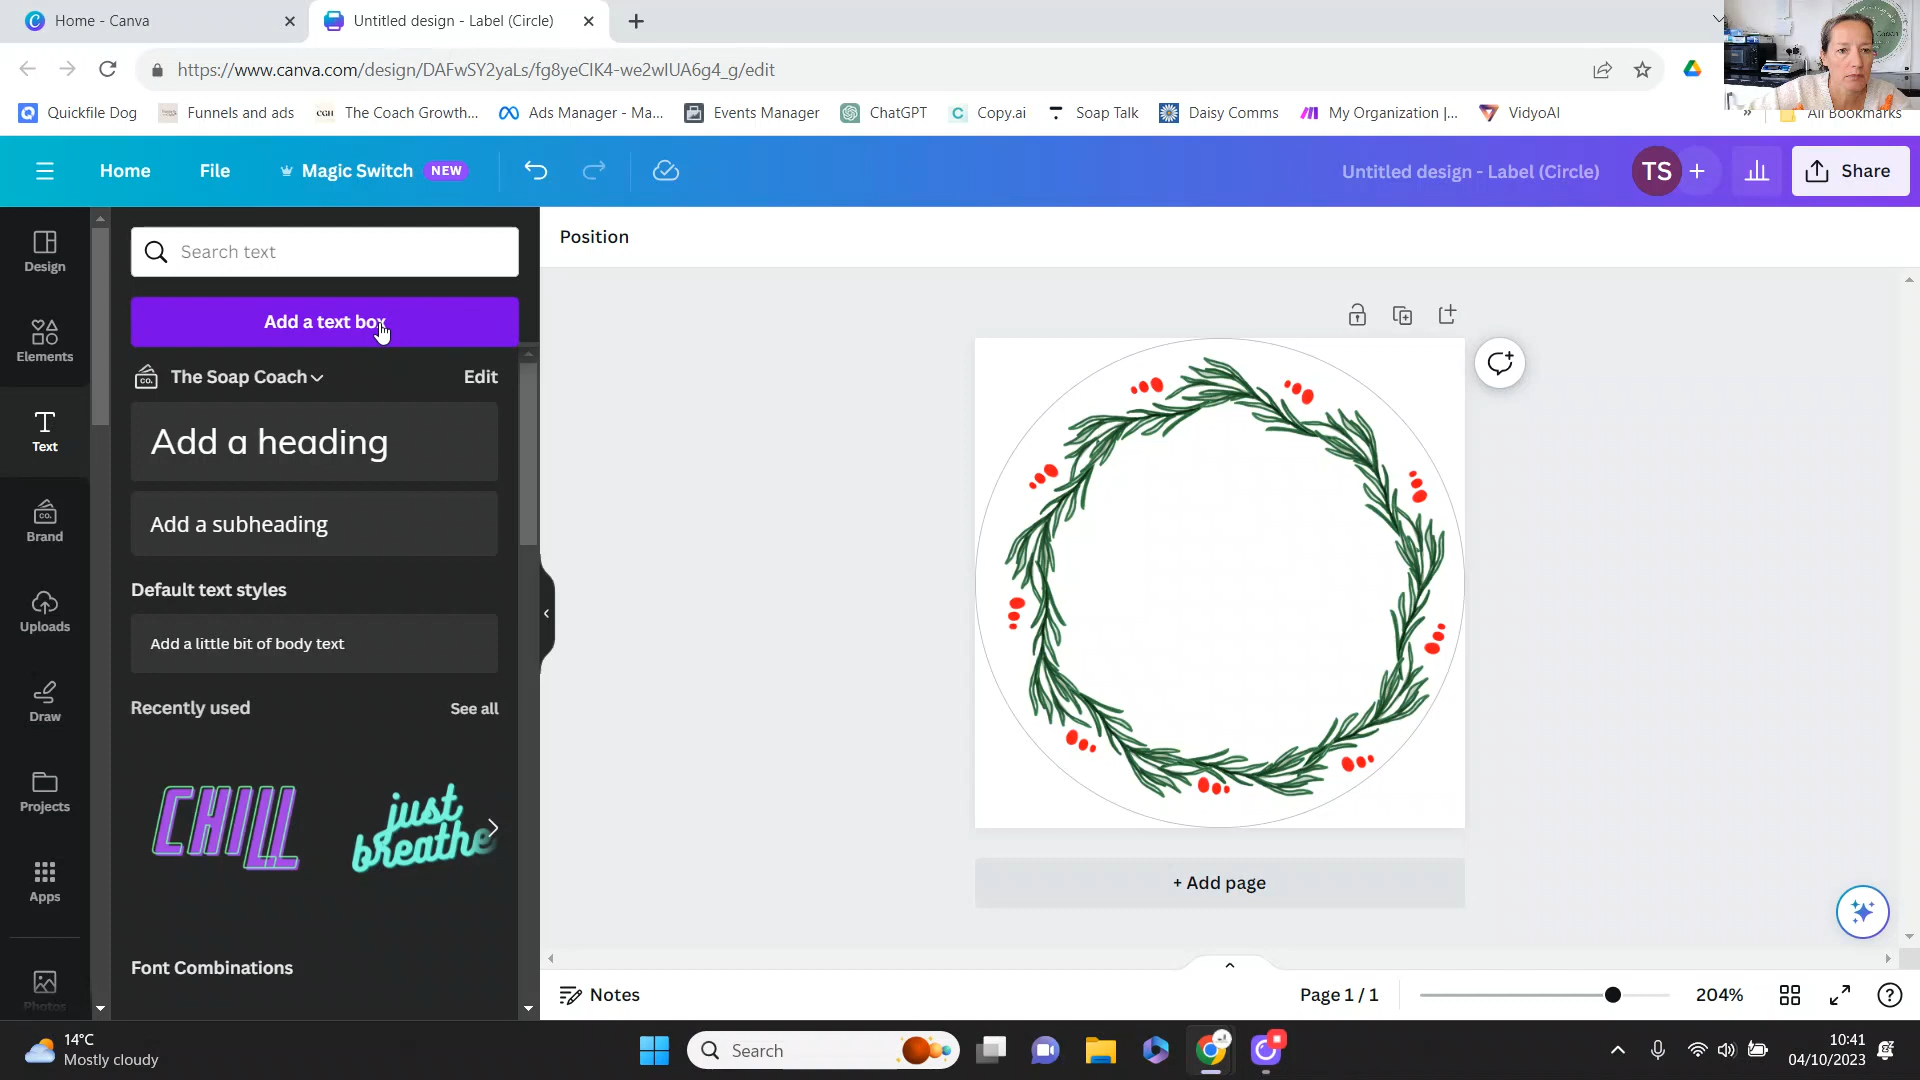 Home - Canva
Untitled design - Label (Circle)
https://www.canva.com/design/DAFwSY2yaLs/fg8yeCIK4-we2wIUA6g4_g/edit
Quickfile Dog
Funnels and ads
CGH
The Coach Growth...
Ads Manager - Ma...
Events Manager
ChatGPT
C
Copy.ai
Soap Talk
Daisy Comms
My Organization |...
VidyoAI
»
All Bookmarks
Home
File
Magic Switch
NEW
Untitled design - Label (Circle)
TS
+
Share
Design
Elements
Text
Brand
Uploads
Draw
Projects
Apps
Photos
Search text
Add a text box
CO.
The Soap Coach
Edit
Add a heading
Add a subheading
Default text styles
Add a little bit of body text
Recently used
See all
CHILL
just
breathe
Font Combinations
Position
+ Add page
Notes
Page 1 / 1
204%
14°C
Mostly cloudy
Search
10:41
04/10/2023